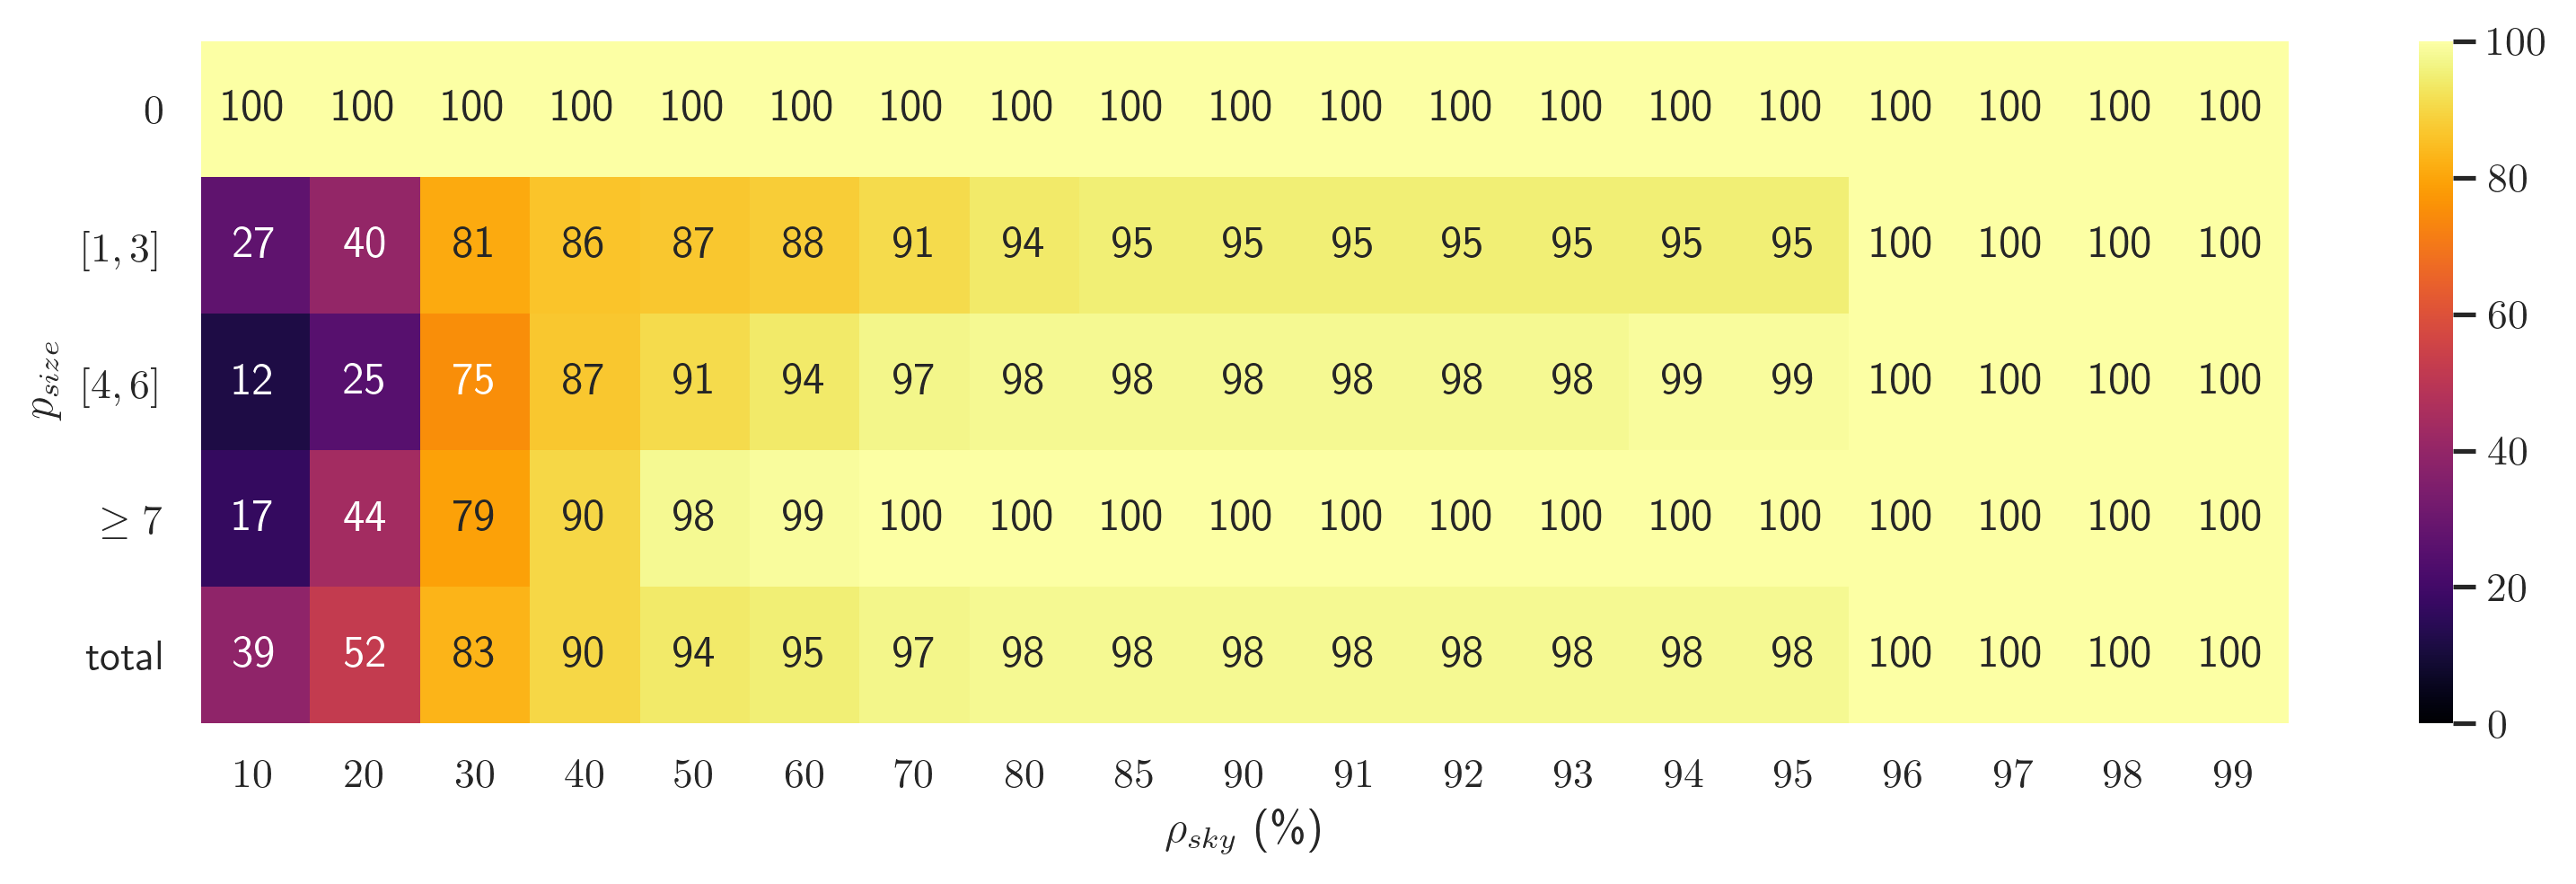 0 100 100 100 100 100 100 100 100 100 100 100 100 100 100 100 100 100 100 100
[1, 3] 27 40 81 86 87 88 91 94 95 95 95 95 95 95 95 100 100 100 100
[4, 6] 12 25 75 87 91 94 97 98 98 98 98 98 98 99 99 100 100 100 100
≥ 7 17 44 79 90 98 99 100 100 100 100 100 100 100 100 100 100 100 100 100
total 39 52 83 90 94 95 97 98 98 98 98 98 98 98 98 100 100 100 100
10 20 30 40 50 60 70 80 85 90 91 92 93 94 95 96 97 98 99
ρsky (%)
psize
100
80
60
40
20
0